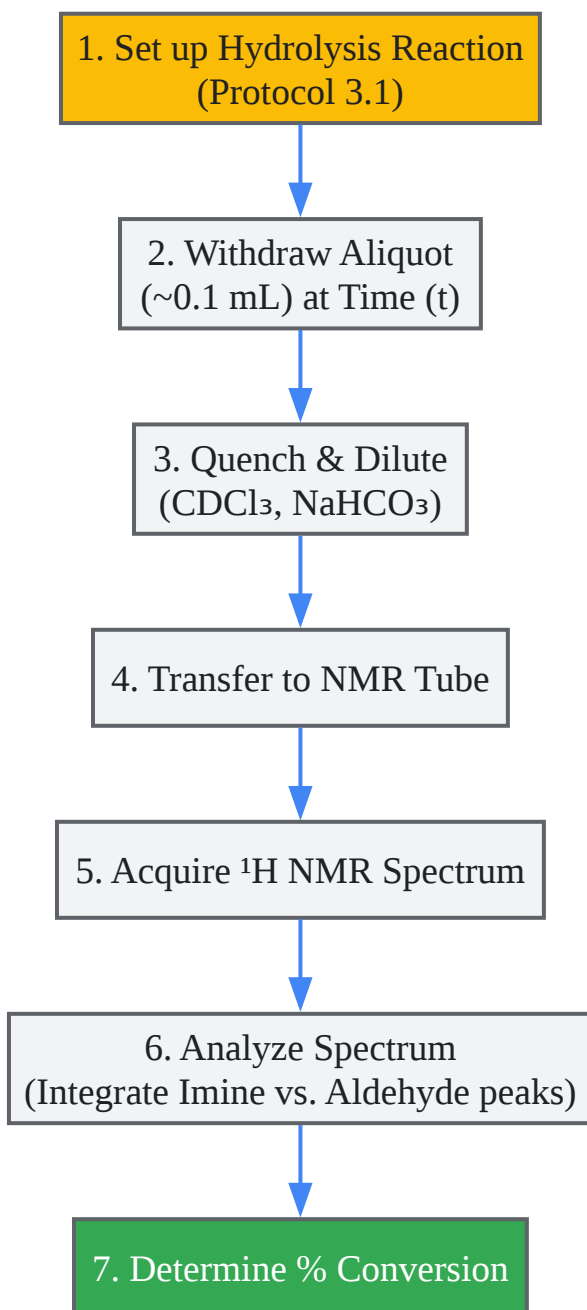 1. Set up Hydrolysis Reaction
(Protocol 3.1)
2. Withdraw Aliquot
(~0.1 mL) at Time (t)
3. Quench & Dilute
(CDCl₃, NaHCO₃)
4. Transfer to NMR Tube
5. Acquire ¹H NMR Spectrum
6. Analyze Spectrum
(Integrate Imine vs. Aldehyde peaks)
7. Determine % Conversion